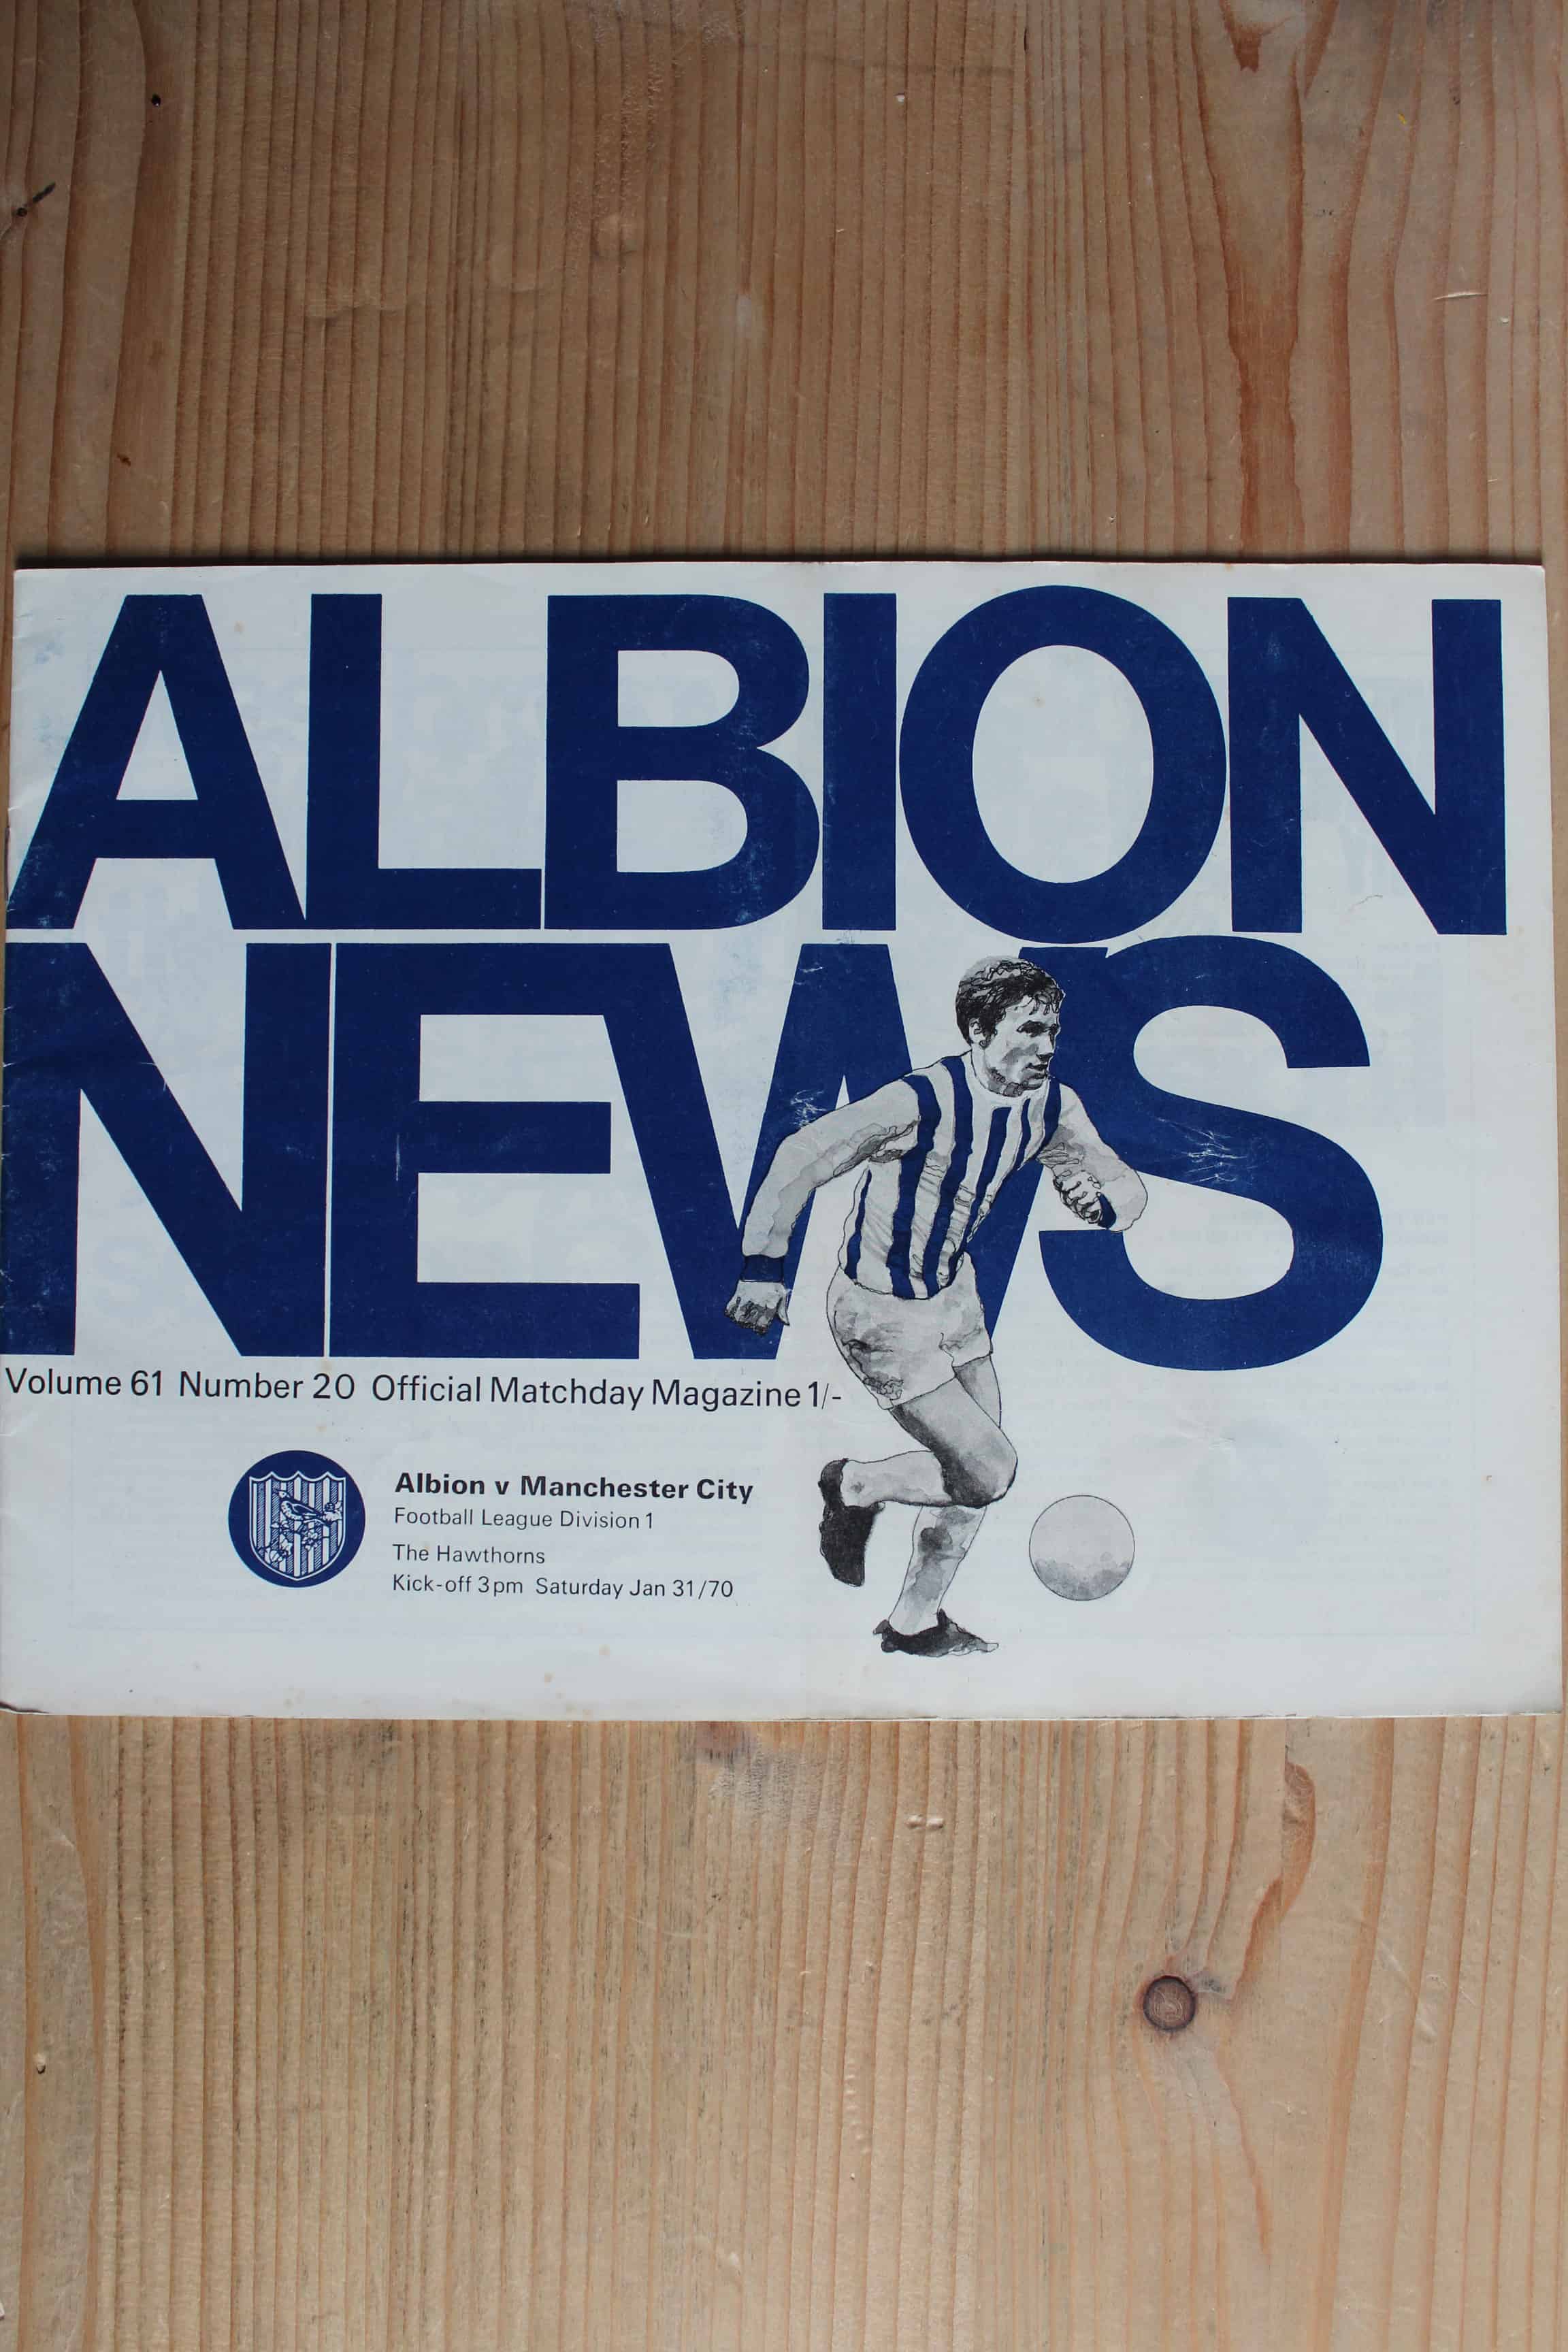 ALBION
NEWS
Volume 61 Number 20 Official Matchday Magazine 1/-
Albion v Manchester City
Football League Division 1
The Hawthorns
Kick-off 3pm Saturday Jan 31/70